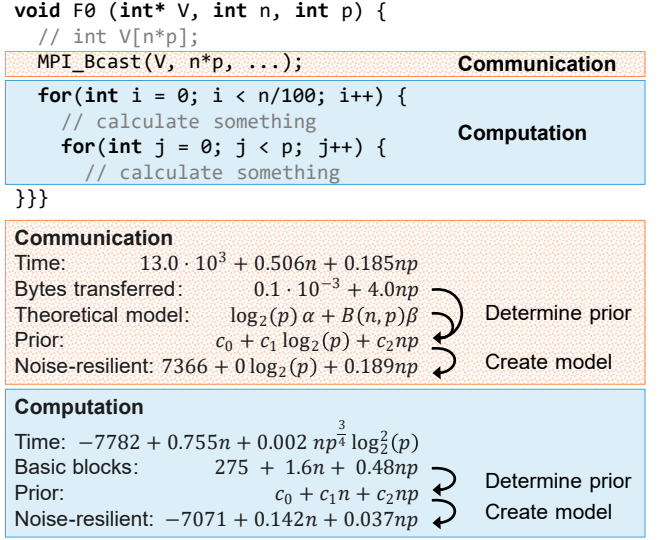 void F0 (int* V, int n, int p) {
// int V[n*p];
MPI_Bcast(V, n*p, ...); Communication
for(int i = 0; i < n/100; i++) {
// calculate something
for(int j = 0; j < p; j++) { Computation
// calculate something
}}}
Communication
Time: 13.0 · 10³ + 0.506n + 0.185np
Bytes transferred: 0.1 · 10⁻³ + 4.0np
Theoretical model: log₂(p) α + B(n, p)β Determine prior
Prior: c₀ + c₁ log₂(p) + c₂np
Noise-resilient: 7366 + 0 log₂(p) + 0.189np Create model
Computation
Time: −7782 + 0.755n + 0.002 np^(3/4) log₂²(p)
Basic blocks: 275 + 1.6n + 0.48np
Prior: c₀ + c₁n + c₂np Determine prior
Noise-resilient: −7071 + 0.142n + 0.037np Create model